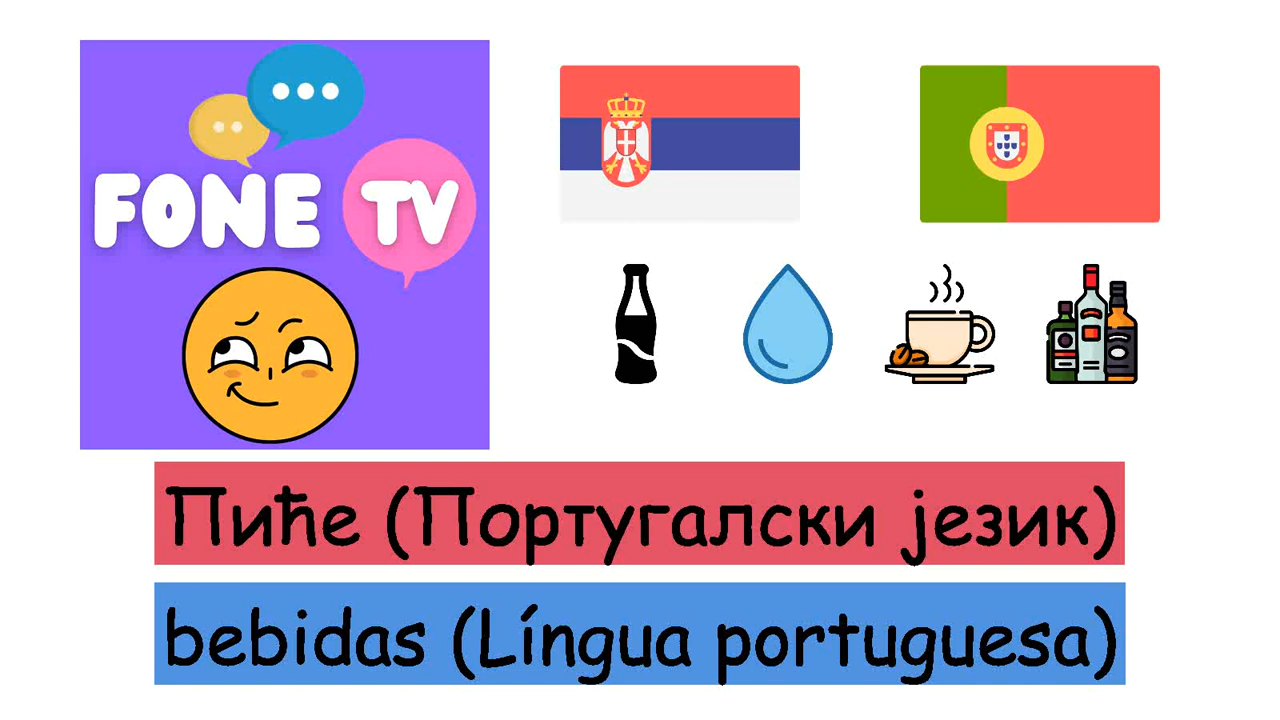 FONE TV
Пиће (Португалски језик)
bebidas (Língua portuguesa)